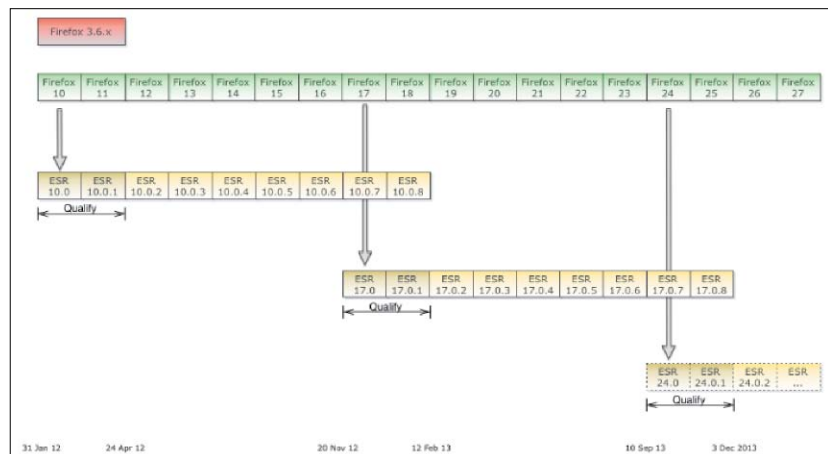 Firefox 3.6.x
Firefox Firefox Firefox Firefox Firefox Firefox Firefox Firefox Firefox Firefox Firefox Firefox Firefox Firefox Firefox Firefox Firefox Firefox
10 11 12 13 14 15 16 17 18 19 20 21 22 23 24 25 26 27
ESR ESR ESR ESR ESR ESR ESR ESR ESR
10.0 10.0.1 10.0.2 10.0.3 10.0.4 10.0.5 10.0.6 10.0.7 10.0.8
Qualify
ESR ESR ESR ESR ESR ESR ESR ESR ESR
17.0 17.0.1 17.0.2 17.0.3 17.0.4 17.0.5 17.0.6 17.0.7 17.0.8
Qualify
ESR ESR ESR ESR
24.0 24.0.1 24.0.2 ...
Qualify
31 Jan 12 24 Apr 12 20 Nov 12 12 Feb 13 10 Sep 13 3 Dec 2013